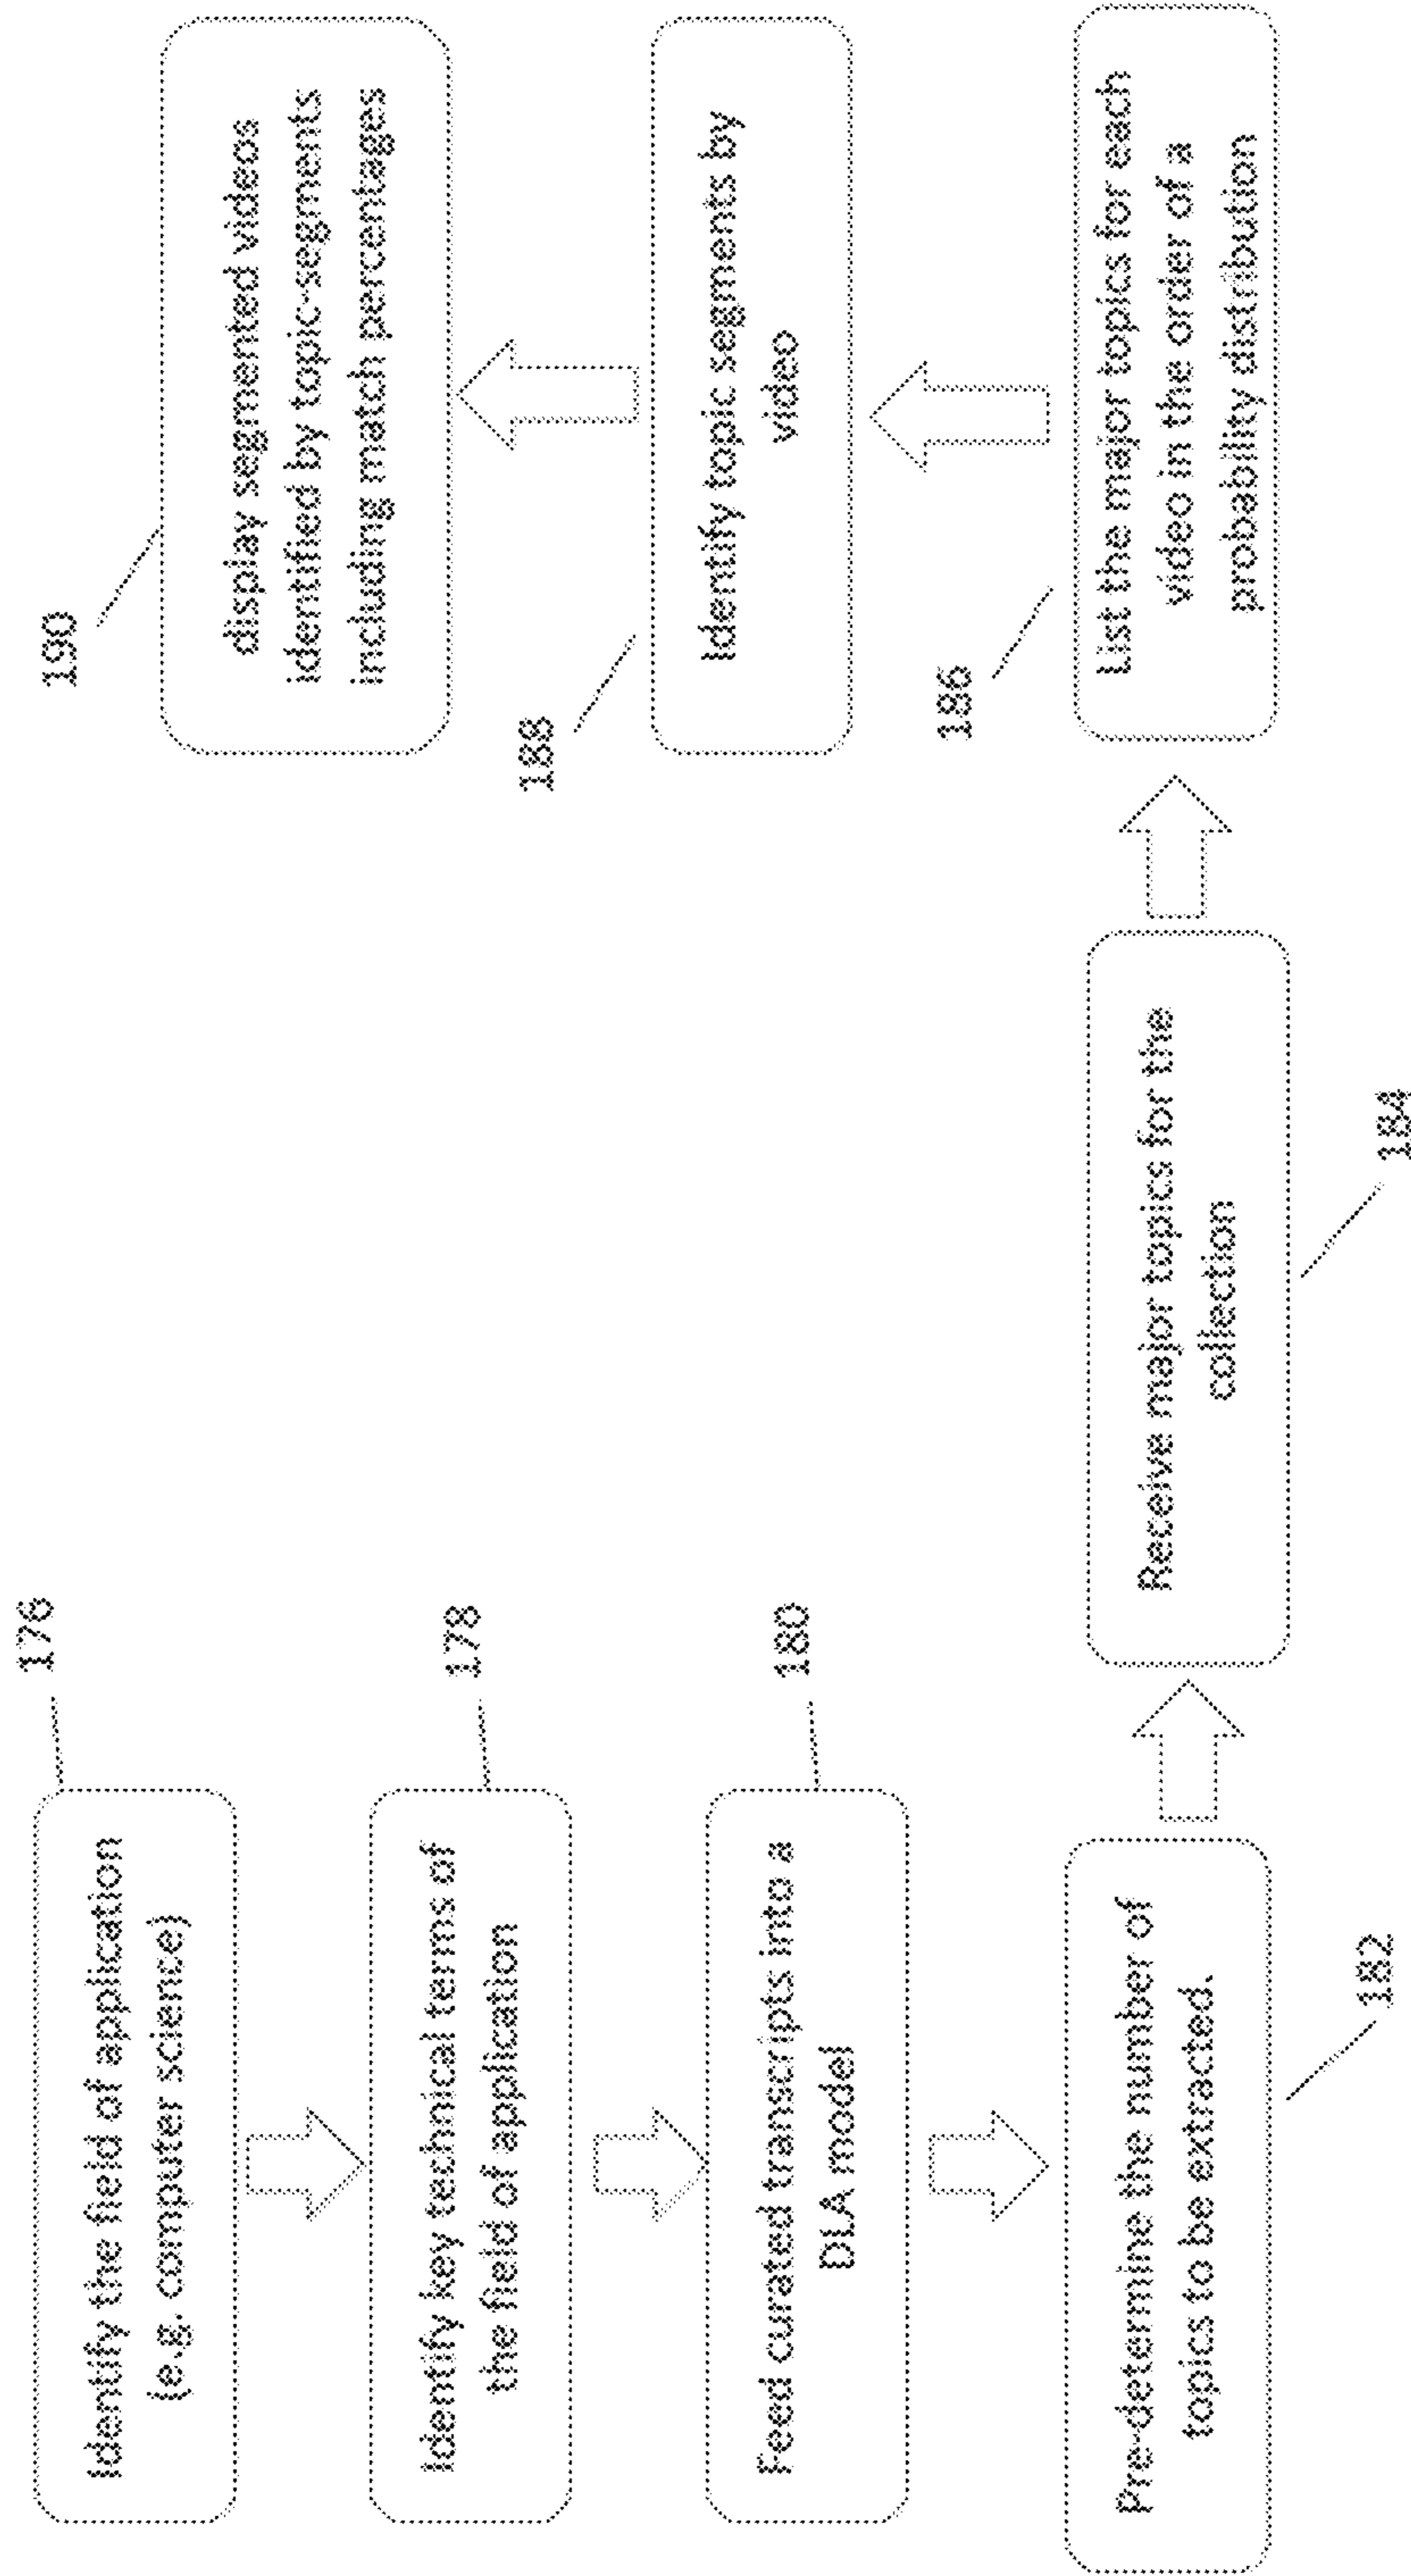 176
Identify the field of application
(e.g. computer science)
178
Identify key technical terms of
the field of application
180
Feed curated transcripts into a
DLA model
Pre-determine the number of
topics to be extracted.
182
Receive major topics for the
collection
184
186
List the major topics for each
video in the order of a
probability distribution
188
Identify topic segments by
video
190
display segmented videos
identified by topic-segments
including match percentages